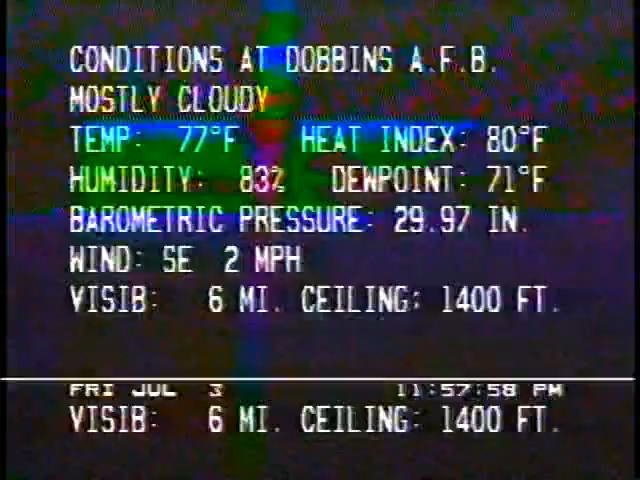 CONDITIONS AT DOBBINS A.F.B.
MOSTLY CLOUDY
TEMP: 77°F HEAT INDEX: 80°F
HUMIDITY: 83% DEWPOINT: 71°F
BAROMETRIC PRESSURE: 29.97 IN.
WIND: SE 2 MPH
VISIB: 6 MI. CEILING: 1400 FT.
FRI JUL 3 11:57:58 PM
VISIB: 6 MI. CEILING: 1400 FT.